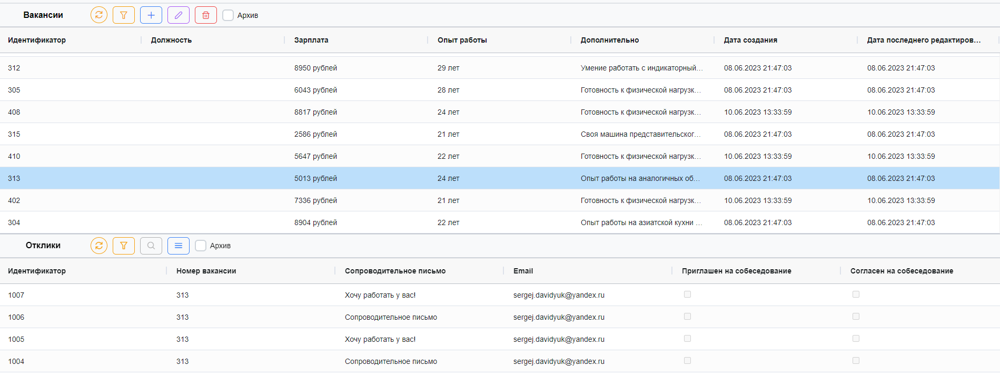 Вакансии Архив
Идентификатор Должность Зарплата Опыт работы Дополнительно Дата создания Дата последнего редактиров…
312 8950 рублей 29 лет Умение работать с индикаторный… 08.06.2023 21:47:03 08.06.2023 21:47:03
305 6043 рублей 28 лет Готовность к физической нагрузк… 08.06.2023 21:47:03 08.06.2023 21:47:03
408 8817 рублей 24 лет Готовность к физической нагрузк… 10.06.2023 13:33:59 10.06.2023 13:33:59
315 2586 рублей 21 лет Своя машина представительског… 08.06.2023 21:47:03 08.06.2023 21:47:03
410 5647 рублей 22 лет Готовность к физической нагрузк… 10.06.2023 13:33:59 10.06.2023 13:33:59
313 5013 рублей 24 лет Опыт работы на аналогичных об… 08.06.2023 21:47:03 08.06.2023 21:47:03
402 7336 рублей 21 лет Готовность к физической нагрузк… 10.06.2023 13:33:59 10.06.2023 13:33:59
304 8904 рублей 22 лет Опыт работы на азиатской кухни … 08.06.2023 21:47:03 08.06.2023 21:47:03
Отклики Архив
Идентификатор Номер вакансии Сопроводительное письмо Email Приглашен на собеседование Согласен на собеседование
1007 313 Хочу работать у вас! sergej.davidyuk@yandex.ru
1006 313 Сопроводительное письмо sergej.davidyuk@yandex.ru
1005 313 Хочу работать у вас! sergej.davidyuk@yandex.ru
1004 313 Сопроводительное письмо sergej.davidyuk@yandex.ru